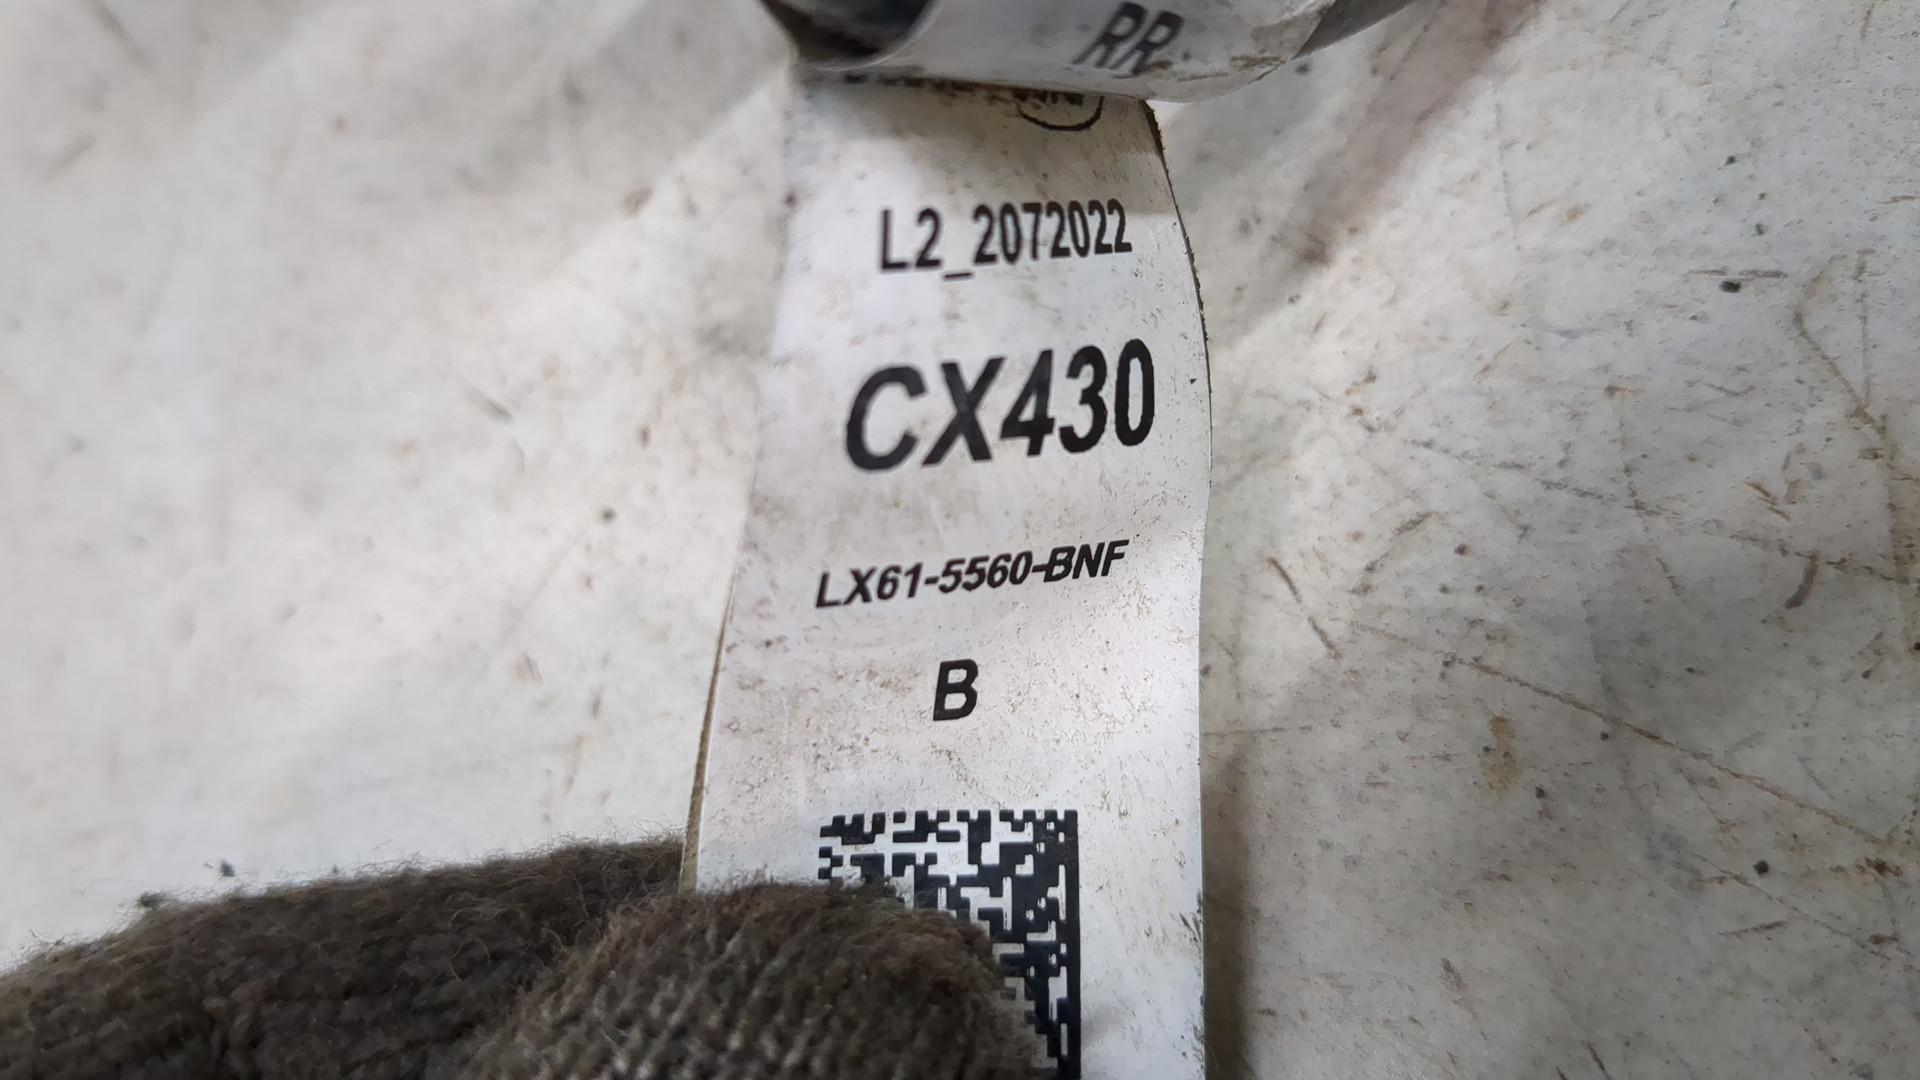 RR
L2_2072022
CX430
LX61-5560-BNF
B